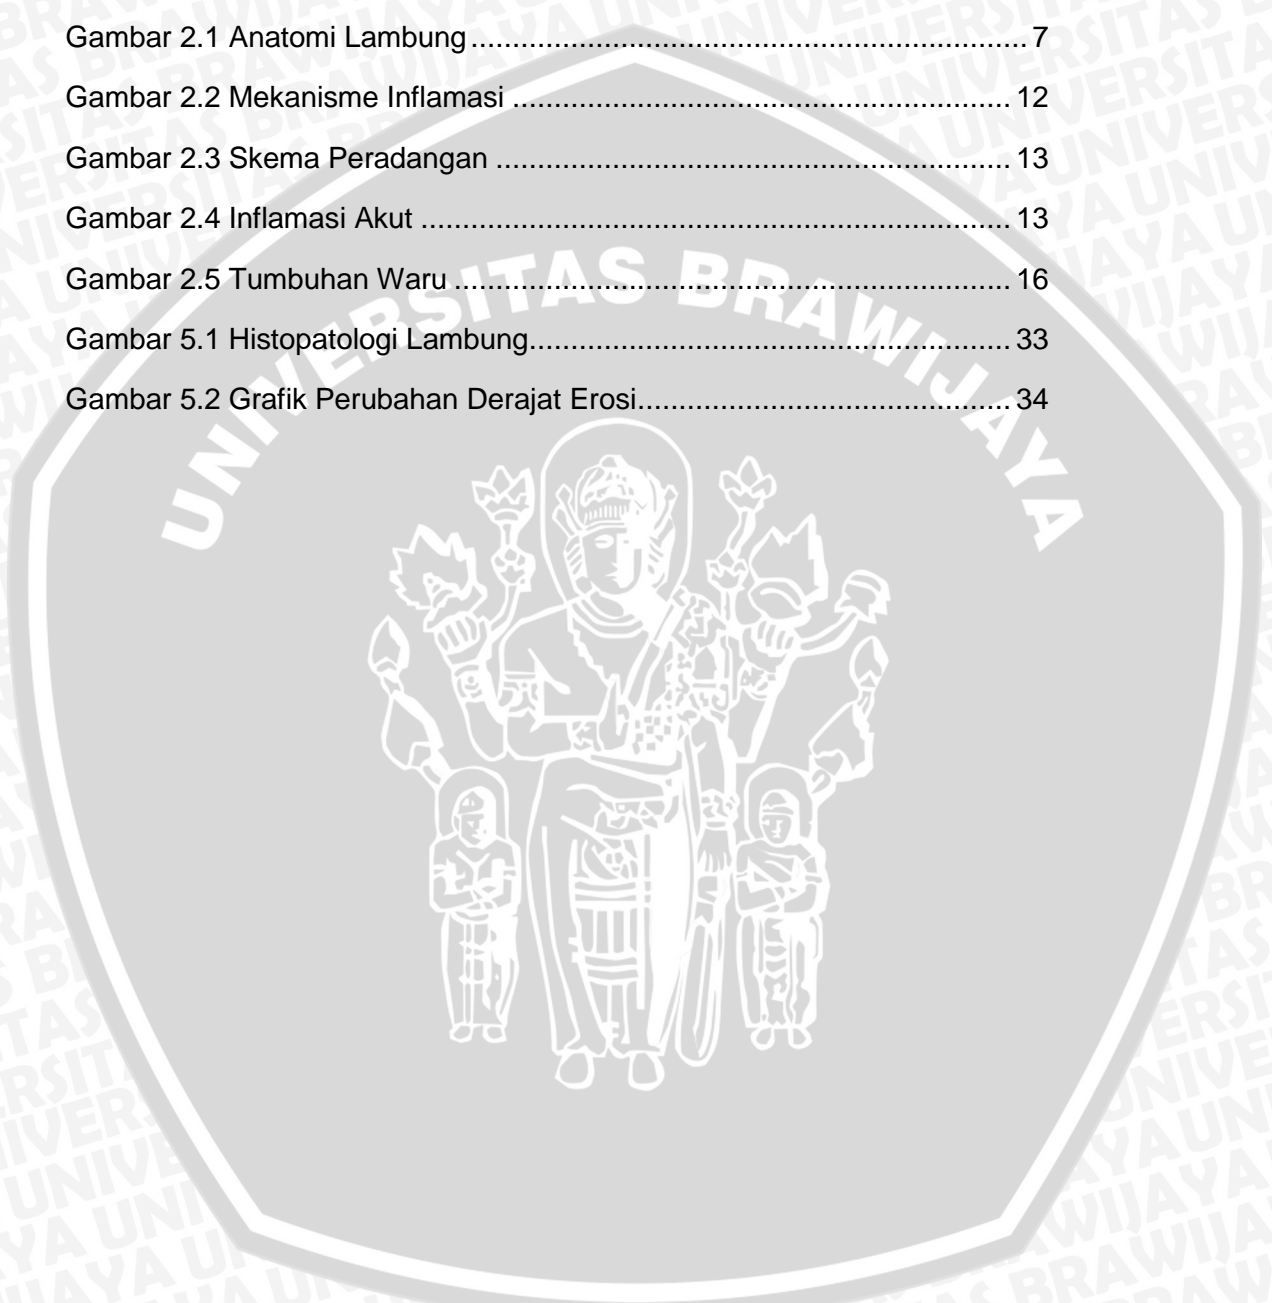 Gambar 2.1 Anatomi Lambung.................................................................... 7
Gambar 2.2 Mekanisme Inflamasi ............................................................. 12
Gambar 2.3 Skema Peradangan ............................................................... 13
Gambar 2.4 Inflamasi Akut ........................................................................ 13
Gambar 2.5 Tumbuhan Waru .................................................................... 16
Gambar 5.1 Histopatologi Lambung........................................................... 33
Gambar 5.2 Grafik Perubahan Derajat Erosi.............................................. 34
UNIVERSITAS BRAWIJAYA